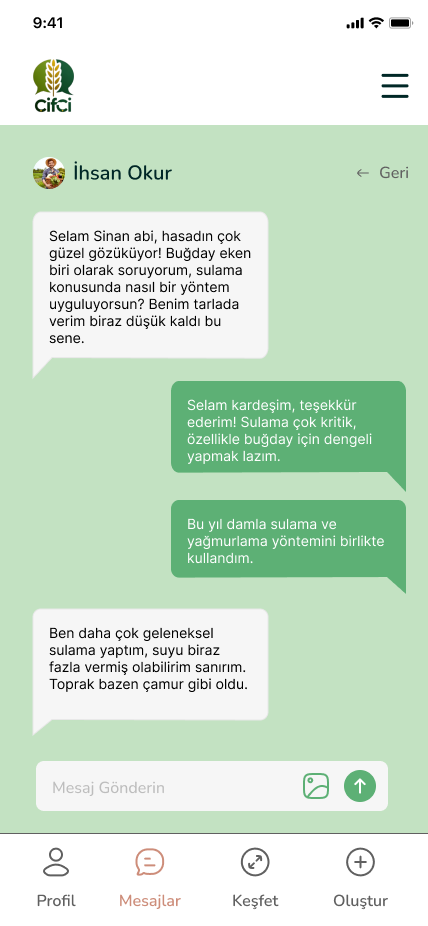 9:41
CifCi
İhsan Okur
← Geri
Selam Sinan abi, hasadın çok
güzel gözüküyor! Buğday eken
biri olarak soruyorum, sulama
konusunda nasıl bir yöntem
uyguluyorsun? Benim tarlada
verim biraz düşük kaldı bu
sene.
Selam kardeşim, teşekkür
ederim! Sulama çok kritik,
özellikle buğday için dengeli
yapmak lazım.
Bu yıl damla sulama ve
yağmurlama yöntemini birlikte
kullandım.
Ben daha çok geleneksel
sulama yaptım, suyu biraz
fazla vermiş olabilirim sanırım.
Toprak bazen çamur gibi oldu.
Mesaj Gönderin
Profil
Mesajlar
Keşfet
Oluştur